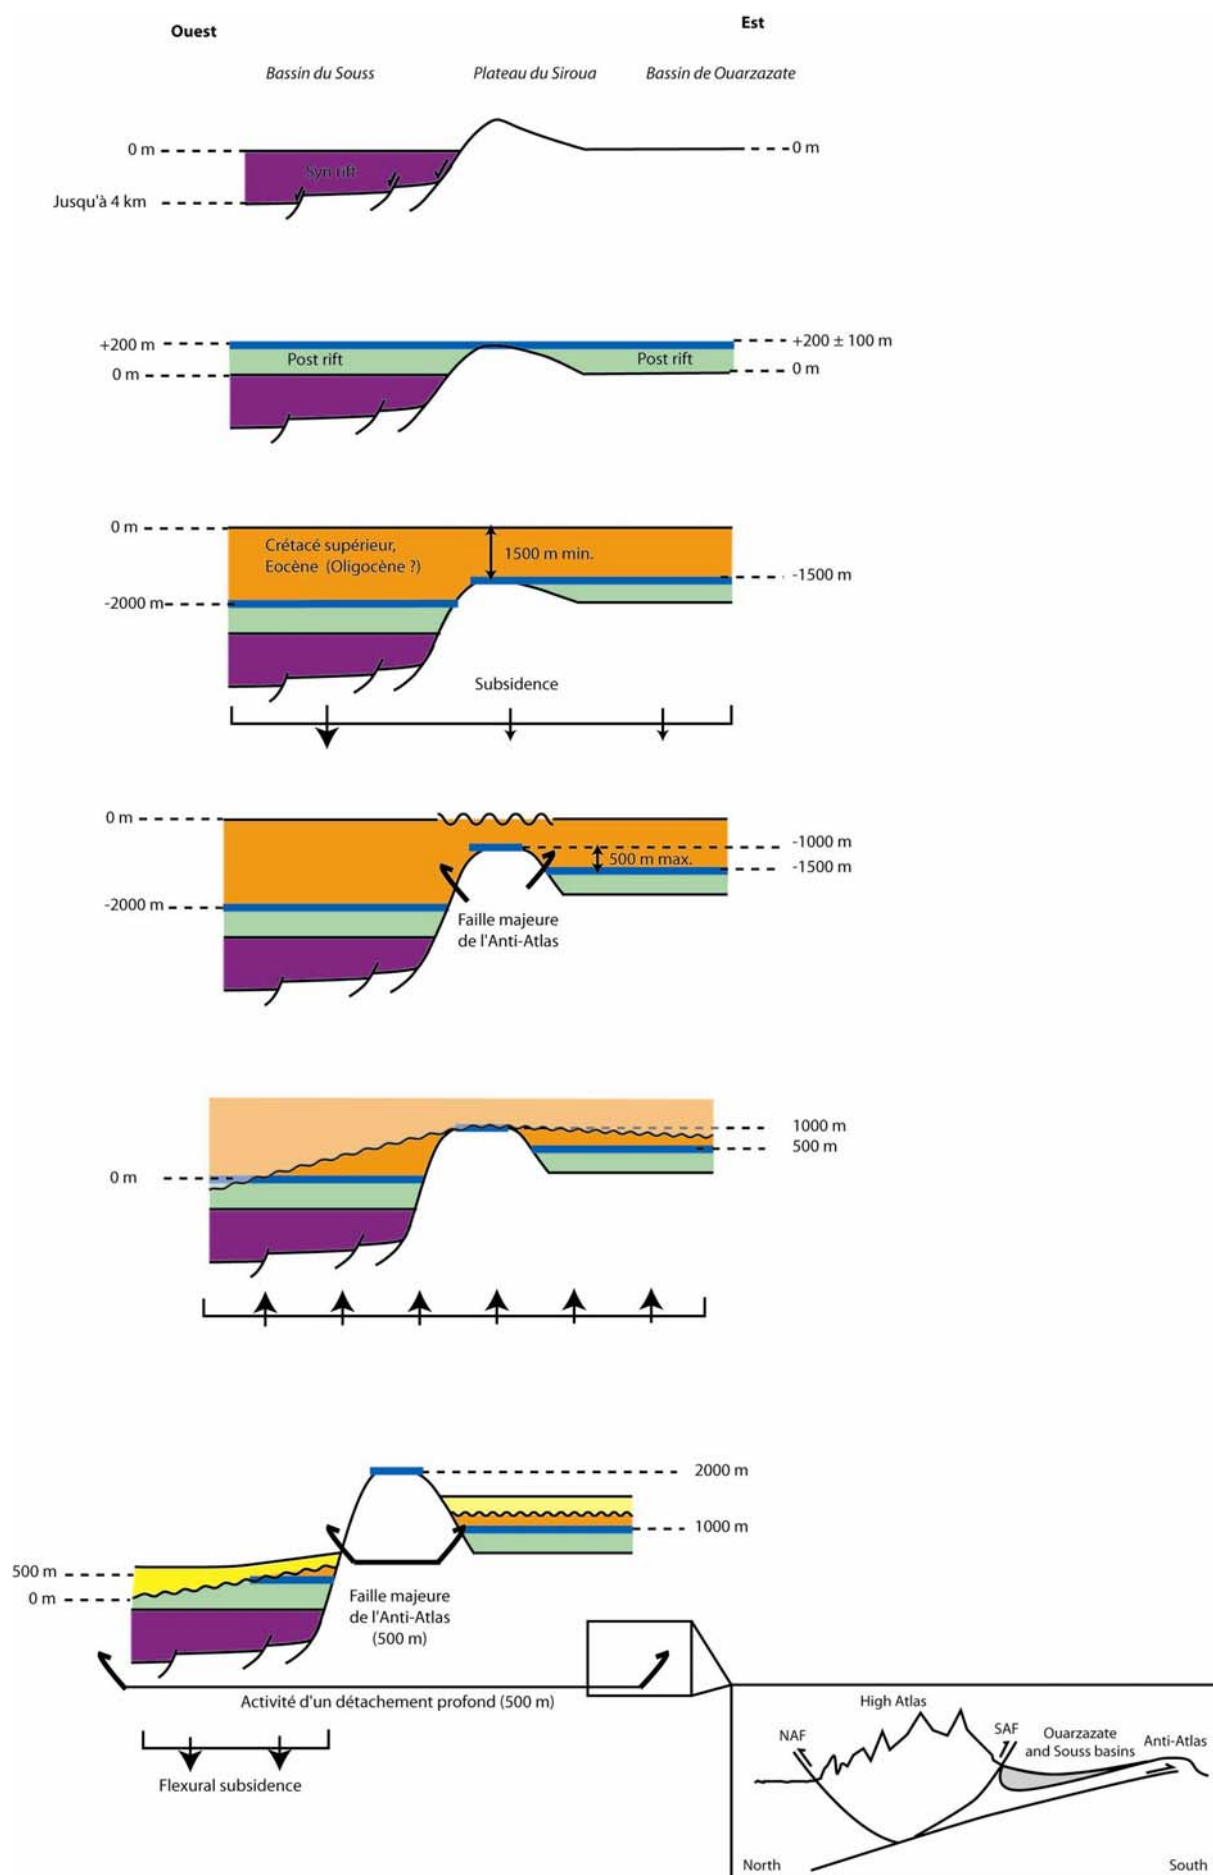 Ouest
Est
Bassin du Souss
Plateau du Siroua
Bassin de Ouarzazate
0 m
0 m
Syn rift
Jusqu'à 4 km
+200 m
+200 ± 100 m
Post rift
Post rift
0 m
0 m
0 m
Crétacé supérieur,
Eocène (Oligocène ?)
1500 m min.
-1500 m
-2000 m
Subsidence
0 m
-1000 m
500 m max.
-1500 m
-2000 m
Faille majeure
de l'Anti-Atlas
1000 m
500 m
0 m
2000 m
1000 m
500 m
0 m
Faille majeure
de l'Anti-Atlas
(500 m)
Activité d'un détachement profond (500 m)
Flexural subsidence
High Atlas
NAF
SAF
Ouarzazate
and Souss basins
Anti-Atlas
North
South